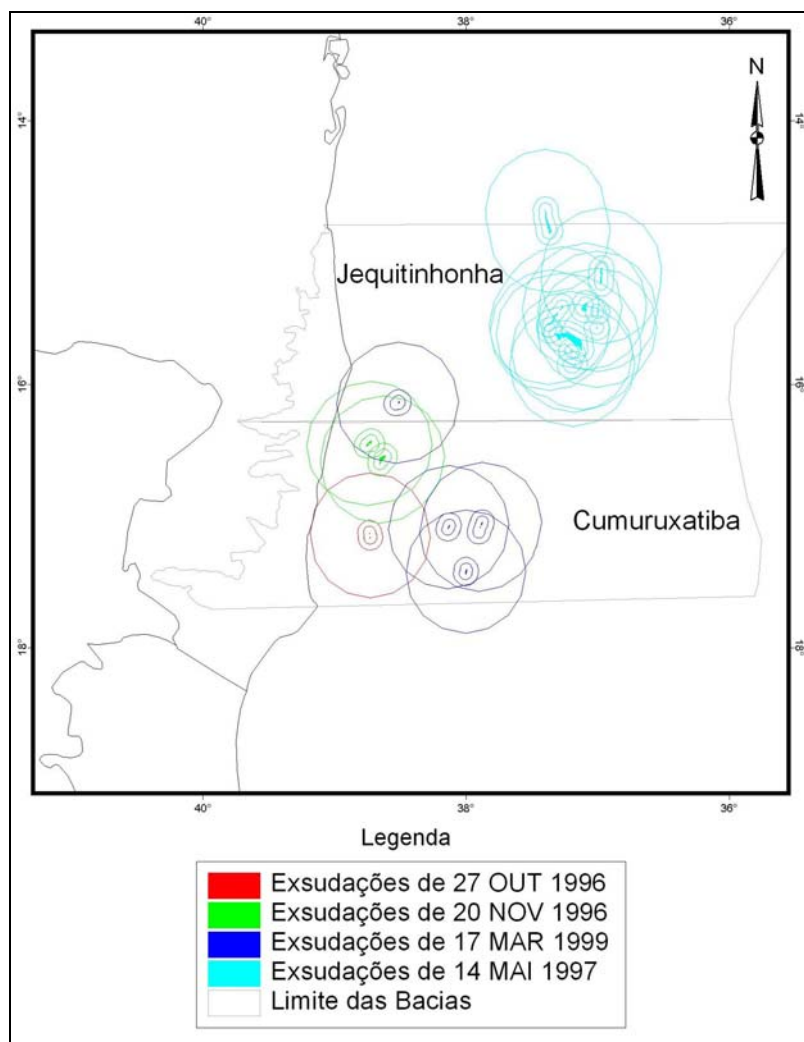 40° 38° 36°
N
14° 14°
Jequitinhonha
16° 16°
Cumuruxatiba
18° 18°
40° 38° 36°
Legenda
Exsudações de 27 OUT 1996
Exsudações de 20 NOV 1996
Exsudações de 17 MAR 1999
Exsudações de 14 MAI 1997
Limite das Bacias